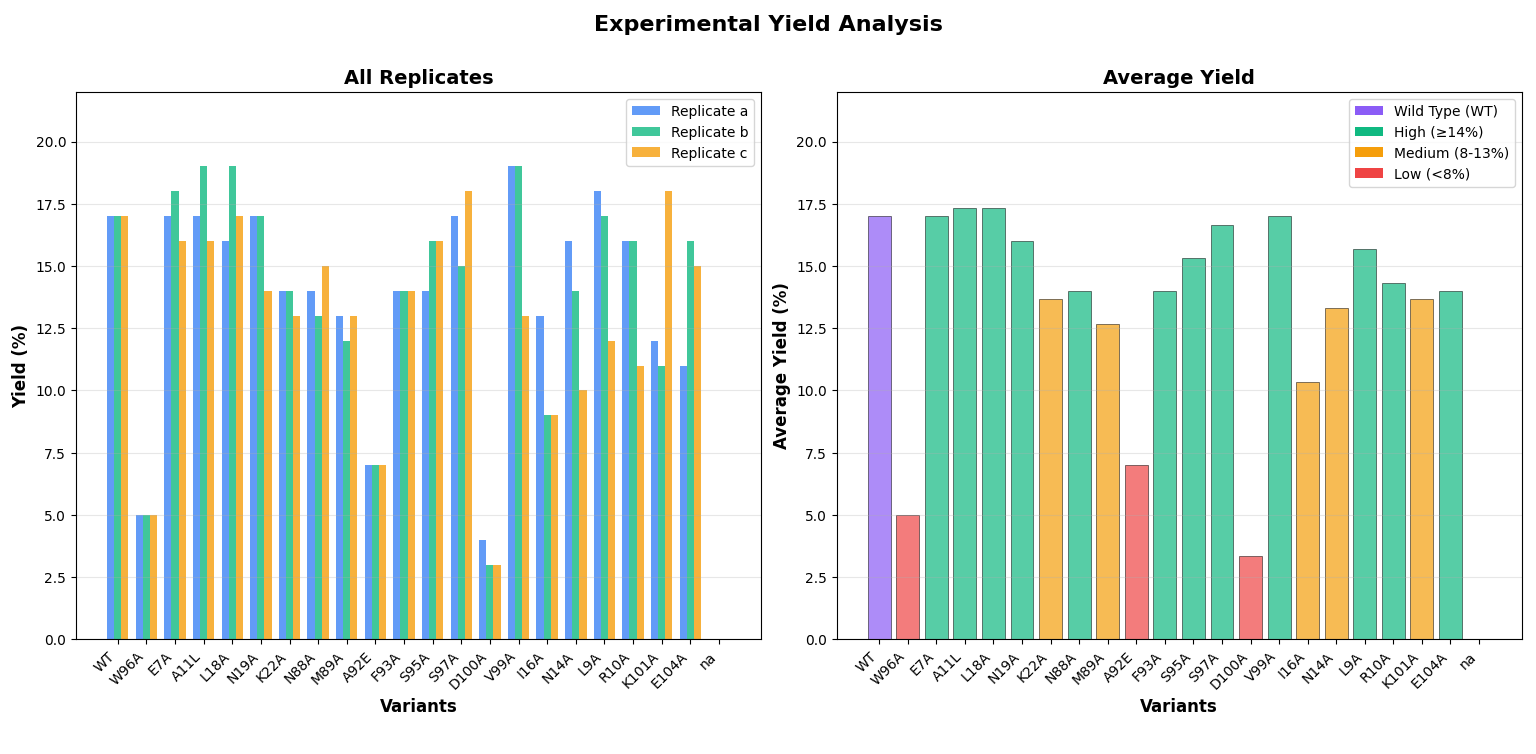 Experimental Yield Analysis
All Replicates
Yield (%)
20.0
17.5
15.0
12.5
10.0
7.5
5.0
2.5
0.0
Replicate a
Replicate b
Replicate c
WT
W96A
E7A
A11L
L18A
N19A
K22A
N88A
M89A
A92E
F93A
S95A
S97A
D100A
V99A
I16A
N14A
L9A
R10A
K101A
E104A
na
Variants
Average Yield
Average Yield (%)
20.0
17.5
15.0
12.5
10.0
7.5
5.0
2.5
0.0
Wild Type (WT)
High (≥14%)
Medium (8-13%)
Low (<8%)
WT
W96A
E7A
A11L
L18A
N19A
K22A
N88A
M89A
A92E
F93A
S95A
S97A
D100A
V99A
I16A
N14A
L9A
R10A
K101A
E104A
na
Variants